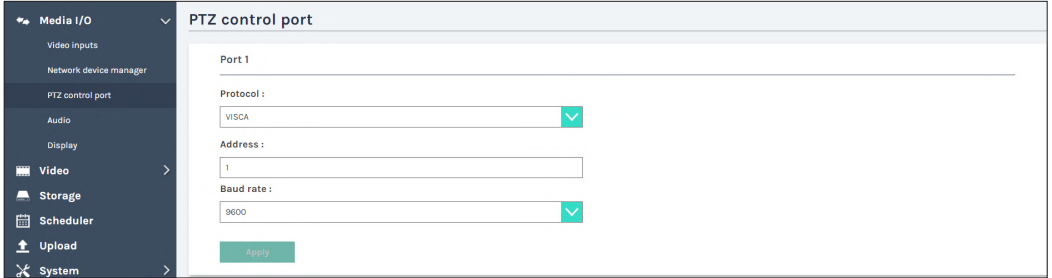 Media I/O
Video inputs
Network device manager
PTZ control port
Audio
Display
Video
Storage
Scheduler
Upload
System
PTZ control port
Port 1
Protocol :
VISCA
Address :
1
Baud rate :
9600
Apply